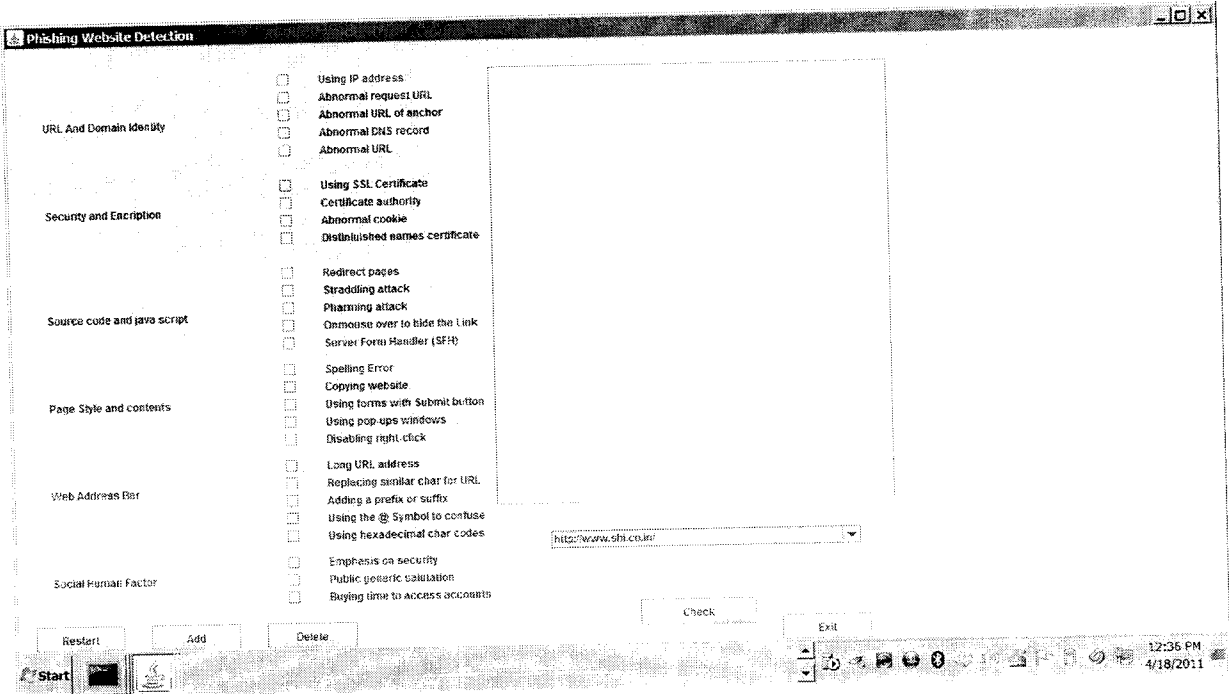 Phishing Website Detection
URL And Domain Identity
Using IP address
Abnormal request URL
Abnormal URL of anchor
Abnormal DNS record
Abnormal URL
Security and Encription
Using SSL Certificate
Certificate authority
Abnormal cookie
Distiniuished names certificate
Source code and java script
Redirect pages
Straddling attack
Pharming attack
Onmouse over to hide the Link
Server Form Handler (SFH)
Page Style and contents
Spelling Error
Copying website
Using forms with Submit button
Using pop-ups windows
Disabling right-click
Web Address Bar
Long URL address
Replacing similar char for URL
Adding a prefix or suffix
Using the @ Symbol to confuse
Using hexadecimal char codes
http://www.sbi.co.in/
Social Human Factor
Emphasis on security
Public generic salutation
Buying time to access accounts
Check
Exit
Restart
Add
Delete
Start
12:36 PM
4/18/2011